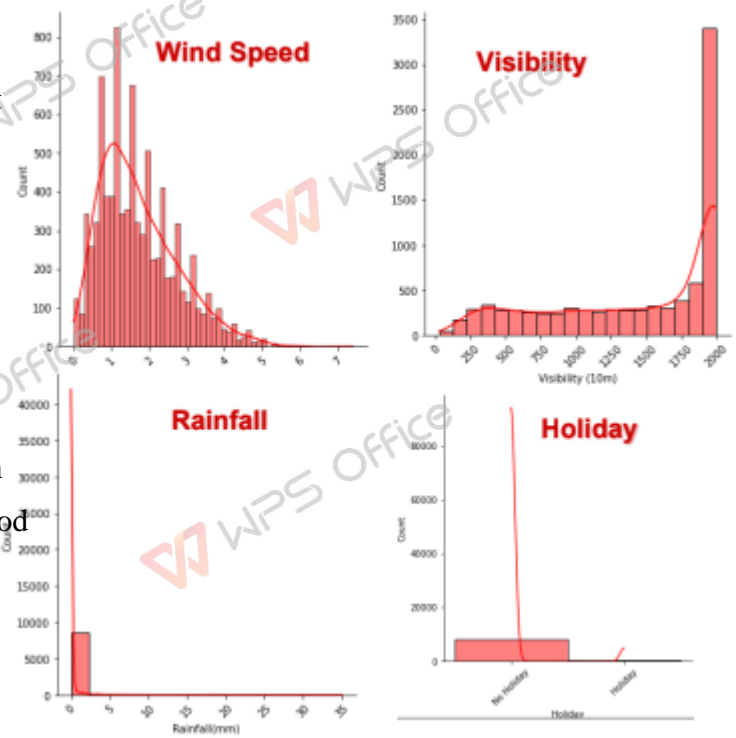 WPS Office
Wind Speed
Count
800
700
600
500
400
300
200
100
0
0 1 2 3 4 5 6 7
Visibility
Count
3500
3000
2500
1500
1000
500
0
0 250 500 750 1000 1250 1500 1750 2000
Visibility (10m)
WPS Office
WPS Office
Office
Rainfall
Count
40000
35000
30000
25000
20000
15000
10000
5000
0
0 5 10 15 20 25 30 35
Rainfall(mm)
od
Holiday
Count
80000
60000
40000
20000
0
No Holiday Holiday
Holiday
WPS Office